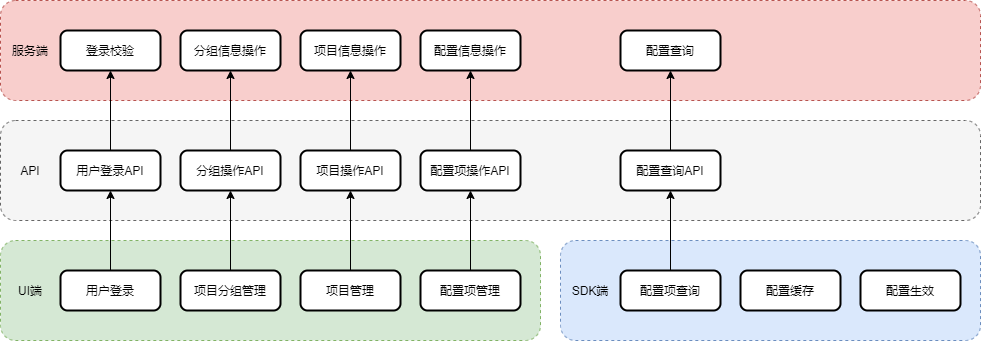 服务端
登录校验
分组信息操作
项目信息操作
配置信息操作
配置查询
API
用户登录API
分组操作API
项目操作API
配置项操作API
配置查询API
UI端
用户登录
项目分组管理
项目管理
配置项管理
SDK端
配置项查询
配置缓存
配置生效